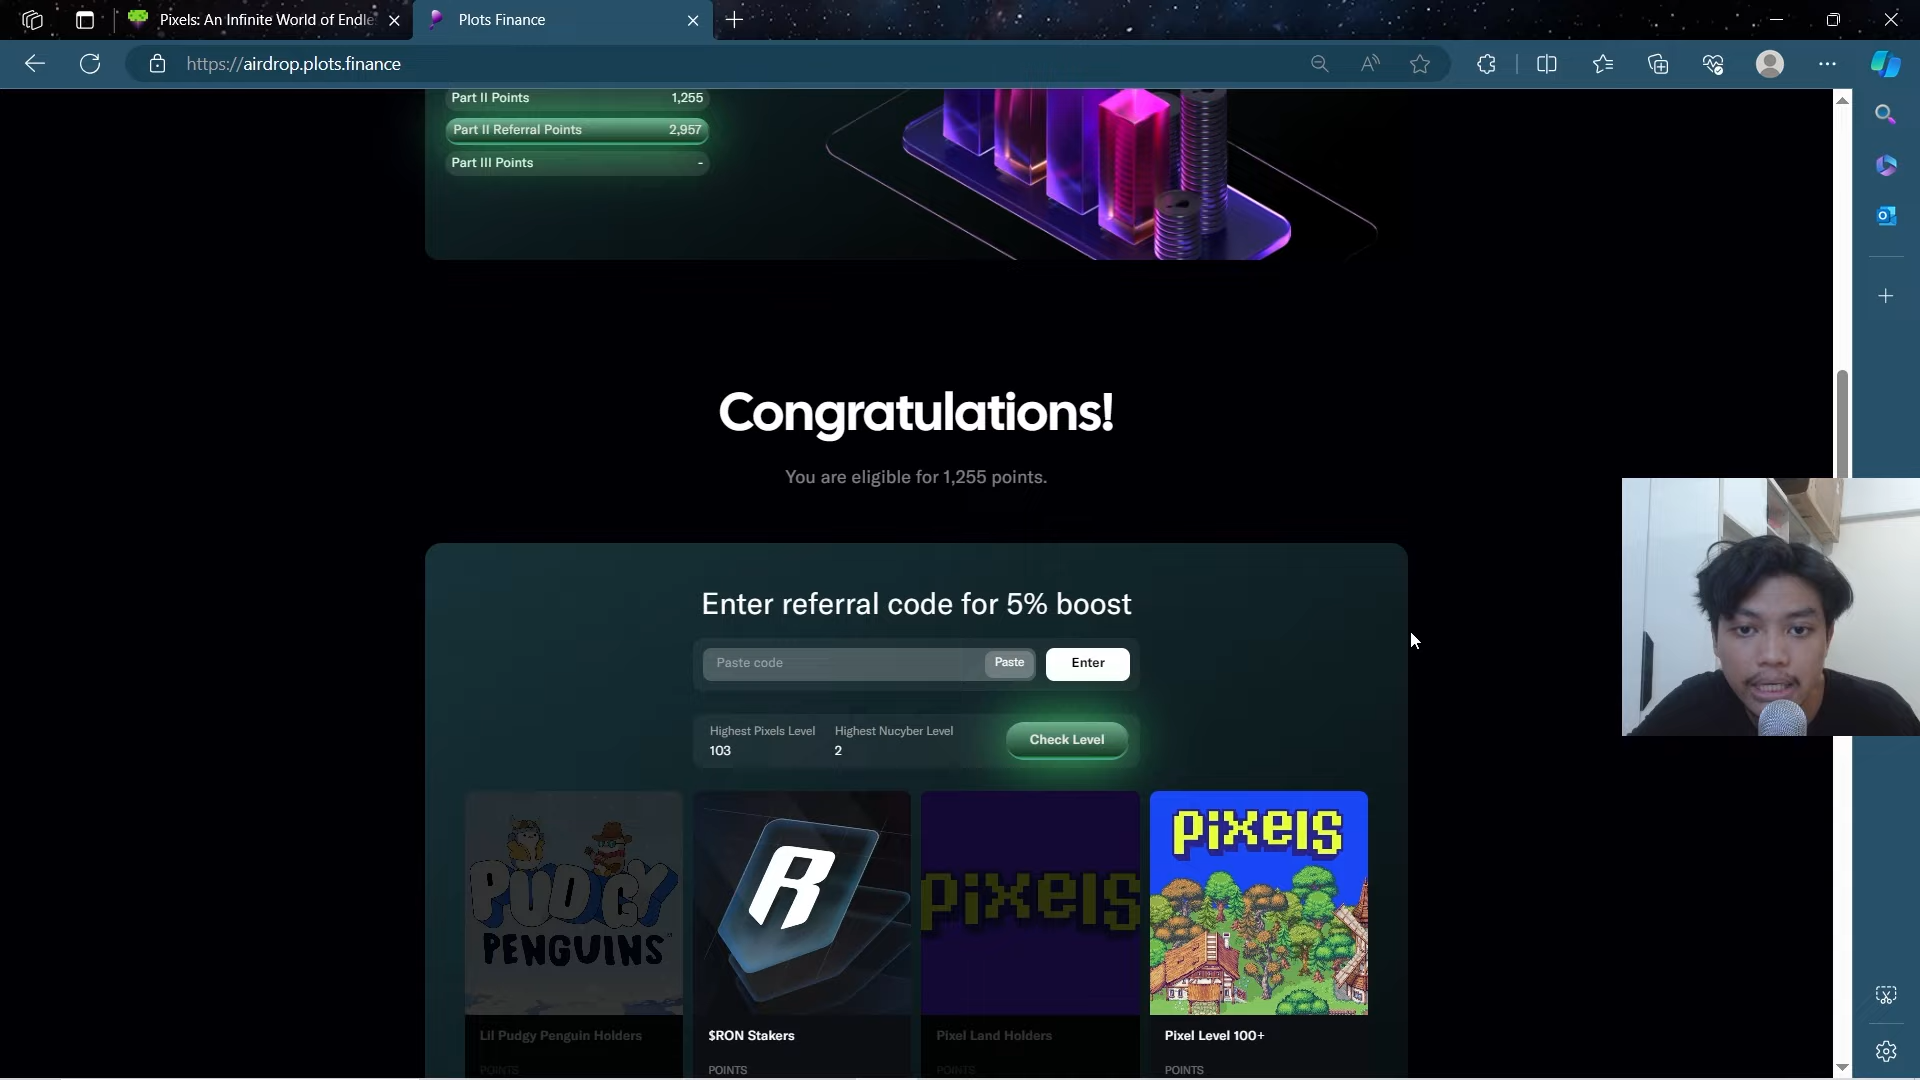 Pixels: An Infinite World of Endle
Plots Finance
https://airdrop.plots.finance
Part II Points 1,255
Part II Referral Points 2,957
Part III Points -
Congratulations!
You are eligible for 1,255 points.
Enter referral code for 5% boost
Paste code Paste Enter
Highest Pixels Level Highest Nucyber Level
103 2
Check Level
PUDGY
PENGUINS
R
pixels
pixels
Lil Pudgy Penguin Holders $RON Stakers Pixel Land Holders Pixel Level 100+
POINTS POINTS POINTS POINTS